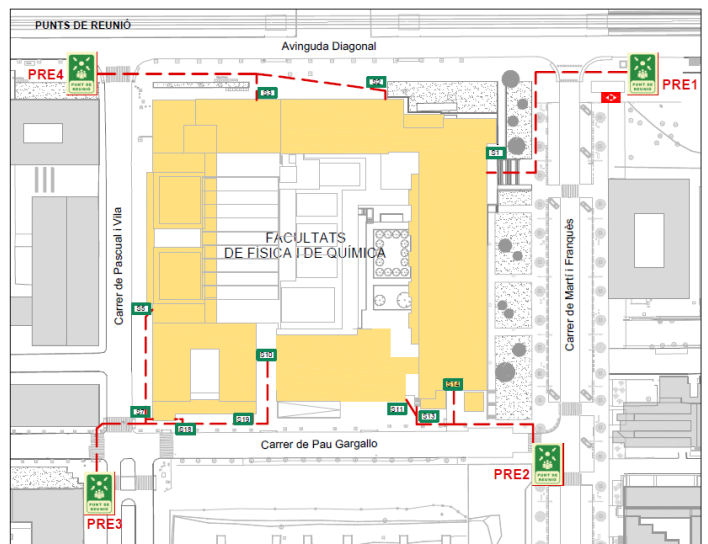 PUNTS DE REUNIÓ
Avinguda Diagonal
PRE4
PUNT DE
REUNIÓ
S3
S2
PUNT DE
REUNIÓ
PRE1
S1
FACULTATS
DE FÍSICA I DE QUÍMICA
Carrer de Pascual i Vila
Carrer de Martí i Franquès
S5
S10
S14
S7
S11
S13
S19
S18
Carrer de Pau Gargallo
PRE2
PUNT DE
REUNIÓ
PUNT DE
REUNIÓ
PRE3